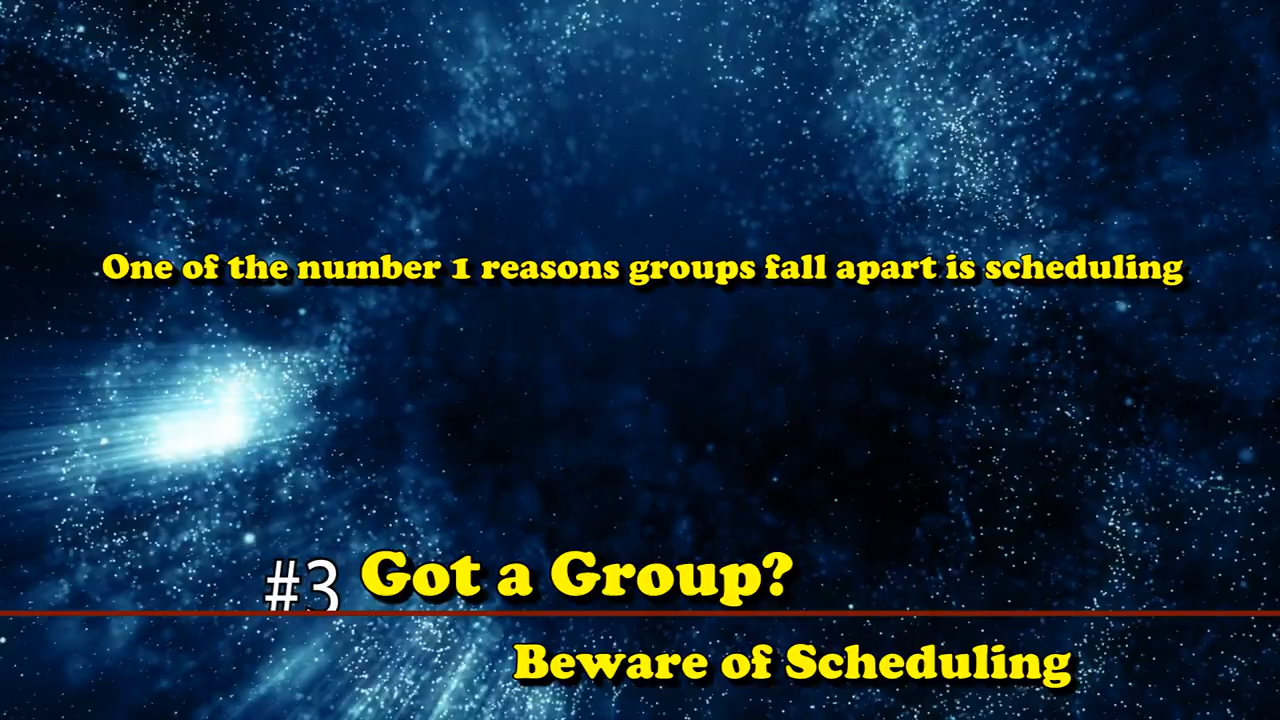 One of the number 1 reasons groups fall apart is scheduling
#3 Got a Group?
Beware of Scheduling